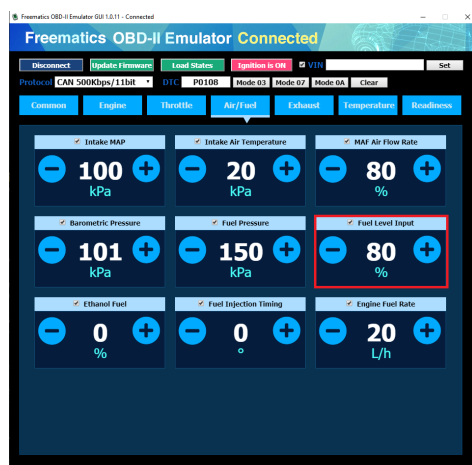 Freematics OBD-II Emulator GUI 1.0.11 - Connected
Freematics OBD-II Emulator Connected
Disconnect Update Firmware Load States Ignition is ON VIN Set
Protocol CAN 500Kbps/11bit DTC P0108 Mode 03 Mode 07 Mode 0A Clear
Common Engine Throttle Air/Fuel Exhaust Temperature Readiness
Intake MAP Intake Air Temperature MAF Air Flow Rate
100 20 80
kPa kPa %
Barometric Pressure Fuel Pressure Fuel Level Input
101 150 80
kPa kPa %
Ethanol Fuel Fuel Injection Timing Engine Fuel Rate
0 0 20
% ° L/h